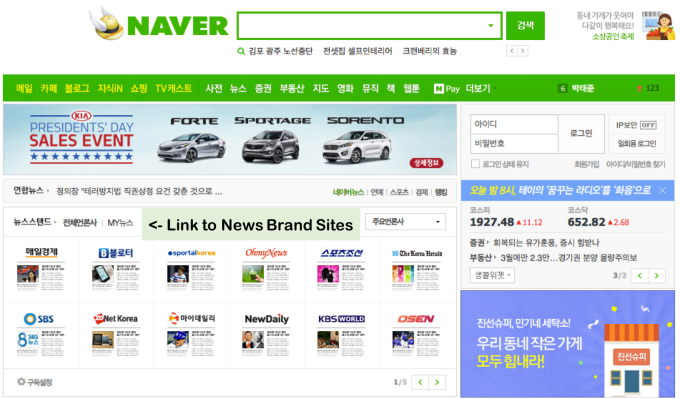 NAVER
검색
동네 가게가 웃어야
다같이 행복해요!
소상공인 축제
김포 광주 노선중단 전셋집 셀프인테리어 크랜베리의 효능
메일 카페 블로그 지식iN 쇼핑 TV캐스트 사전 뉴스 증권 부동산 지도 영화 뮤직 책 웹툰 N Pay 더보기
6 박태준 123
KIA
PRESIDENTS' DAY
SALES EVENT
FORTE SPORTAGE SORENTO
상세정보
아이디
비밀번호
로그인
IP보안 OFF
일회용 로그인
로그인 상태 유지 회원가입 아이디/비밀번호 찾기
연합뉴스 정의장 "테러방지법 직권상정 요건 갖춘 것으로 ...
네이버뉴스 연예 스포츠 경제 랭킹
오늘 밤 8시, 테이의 '꿈꾸는 라디오'를 '화음'으로
뉴스스탠드 전체언론사 MY뉴스
<- Link to News Brand Sites
주요언론사
코스피 코스닥
1927.48 ▲11.12 652.82 ▲2.68
증권 회복되는 유가훈풍, 증시 힘받나
부동산 3월에만 2.3만...경기권 분양 물량주의보
생활위젯 3/3
매일경제 블로터 sportalkorea OhmyNews 스포츠조선 The Korea Herald
SBS Net Korea 마이데일리 NewDaily KBS WORLD OSEN
8 SBS 뉴스
구독설정 1/5
진선슈퍼, 민기네 세탁소!
우리 동네 작은 가게
모두 힘내라!
진선슈퍼